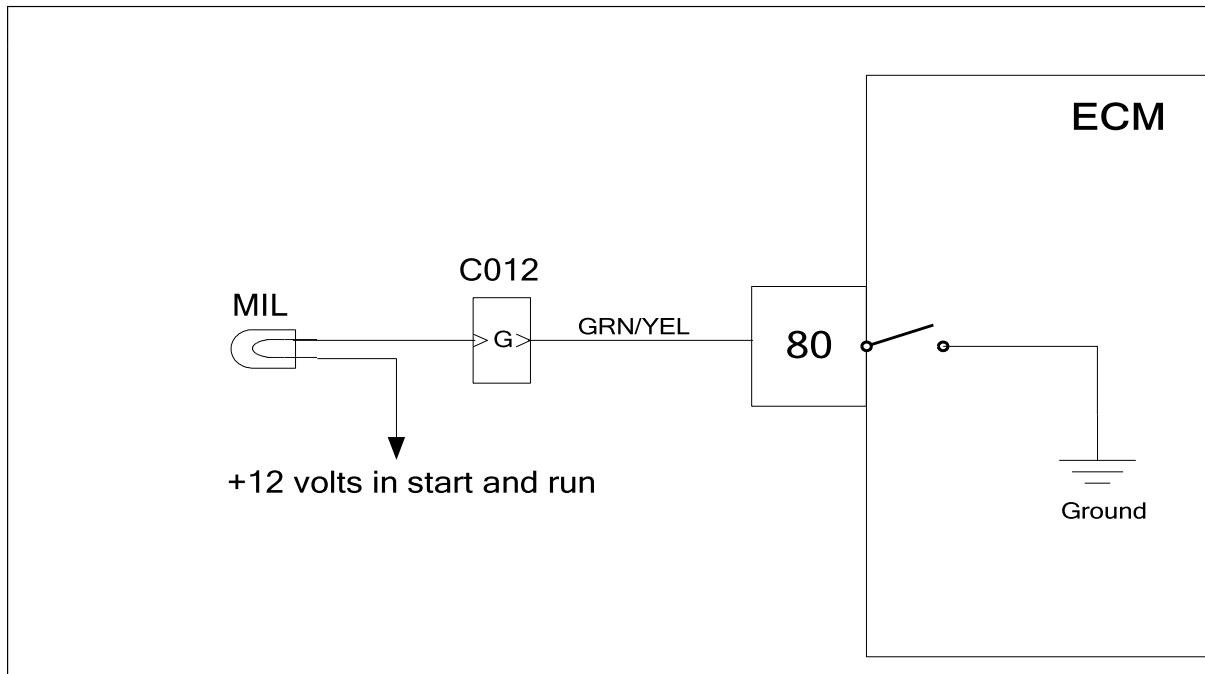 ECM
C012
MIL
G
GRN/YEL
80
+12 volts in start and run
Ground